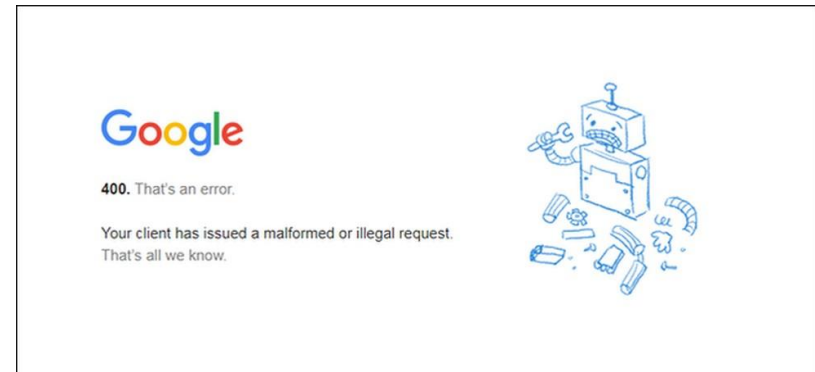 Google
400. That's an error.
Your client has issued a malformed or illegal request.
That's all we know.